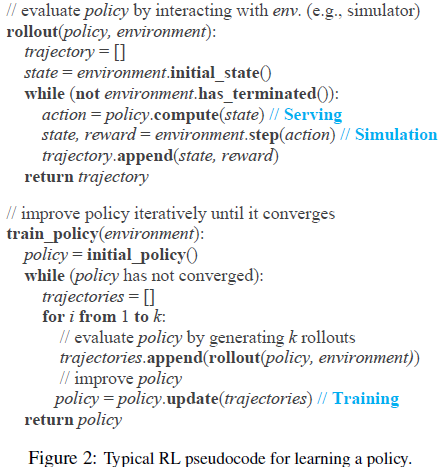 // evaluate policy by interacting with env. (e.g., simulator)
rollout(policy, environment):
trajectory = []
state = environment.initial_state()
while (not environment.has_terminated()):
action = policy.compute(state) // Serving
state, reward = environment.step(action) // Simulation
trajectory.append(state, reward)
return trajectory
// improve policy iteratively until it converges
train_policy(environment):
policy = initial_policy()
while (policy has not converged):
trajectories = []
for i from 1 to k:
// evaluate policy by generating k rollouts
trajectories.append(rollout(policy, environment))
// improve policy
policy = policy.update(trajectories) // Training
return policy
Figure 2: Typical RL pseudocode for learning a policy.